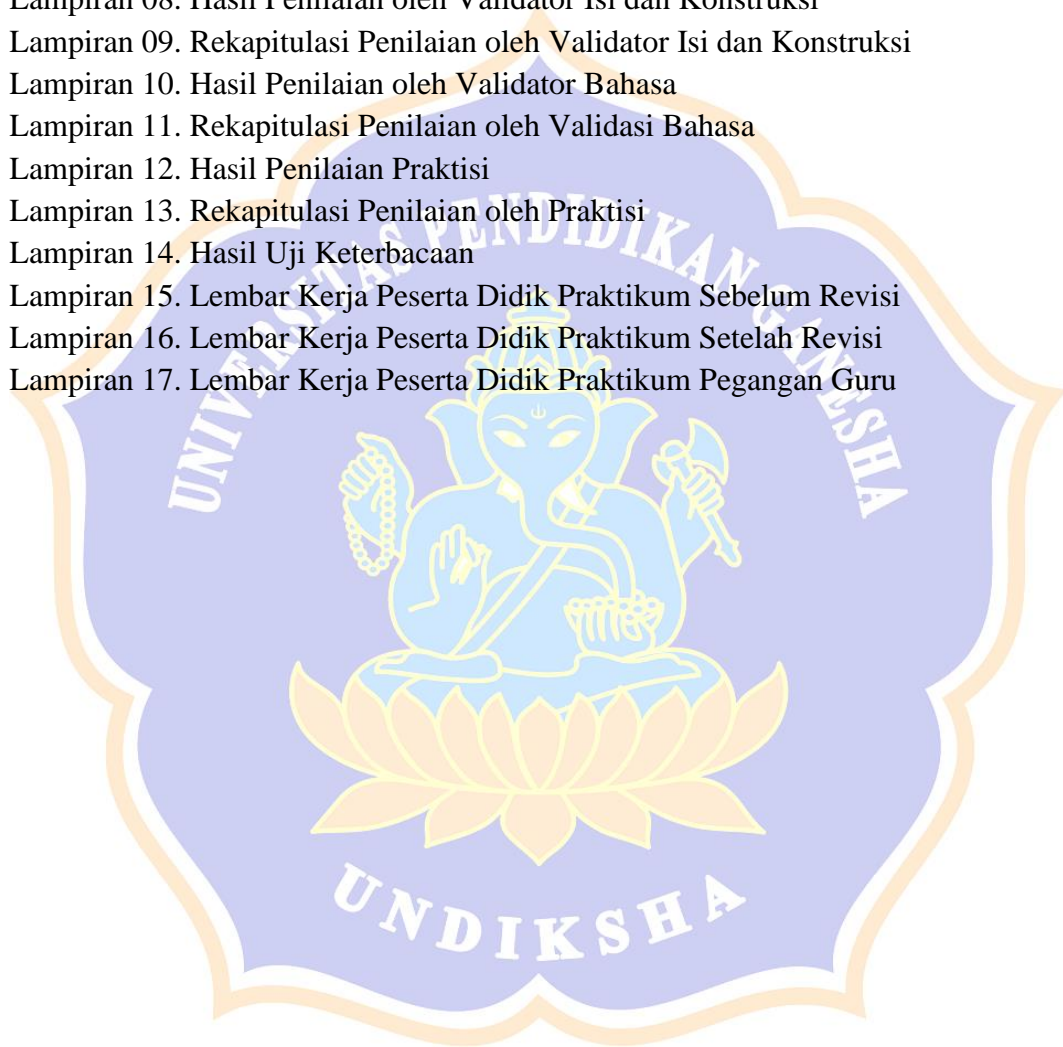 Lampiran 08. Hasil Penilaian oleh Validator Isi dan Konstruksi
Lampiran 09. Rekapitulasi Penilaian oleh Validator Isi dan Konstruksi
Lampiran 10. Hasil Penilaian oleh Validator Bahasa
Lampiran 11. Rekapitulasi Penilaian oleh Validasi Bahasa
Lampiran 12. Hasil Penilaian Praktisi
Lampiran 13. Rekapitulasi Penilaian oleh Praktisi
Lampiran 14. Hasil Uji Keterbacaan
Lampiran 15. Lembar Kerja Peserta Didik Praktikum Sebelum Revisi
Lampiran 16. Lembar Kerja Peserta Didik Praktikum Setelah Revisi
Lampiran 17. Lembar Kerja Peserta Didik Praktikum Pegangan Guru
UNIVERSITAS PENDIDIKAN GANESHA
UNDIKSHA